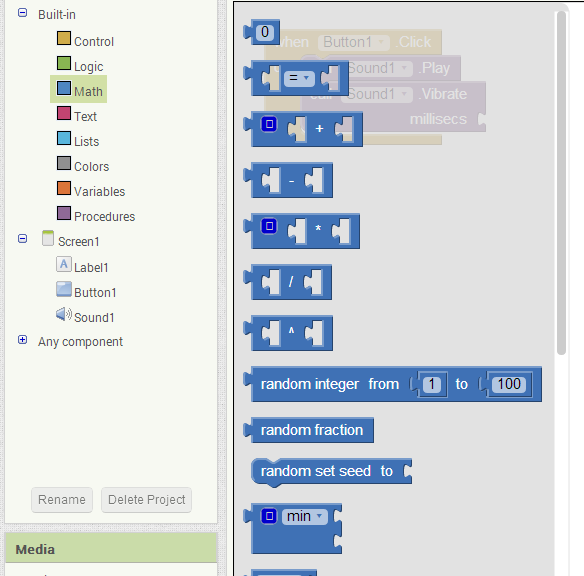 Built-in
Control
Logic
Math
Text
Lists
Colors
Variables
Procedures
Screen1
Label1
Button1
Sound1
Any component
Rename Delete Project
Media
0
when Button1 .Click
Sound1 .Play
=
call Sound1 .Vibrate
millisecs
+
-
*
/
^
random integer from 1 to 100
random fraction
random set seed to
min